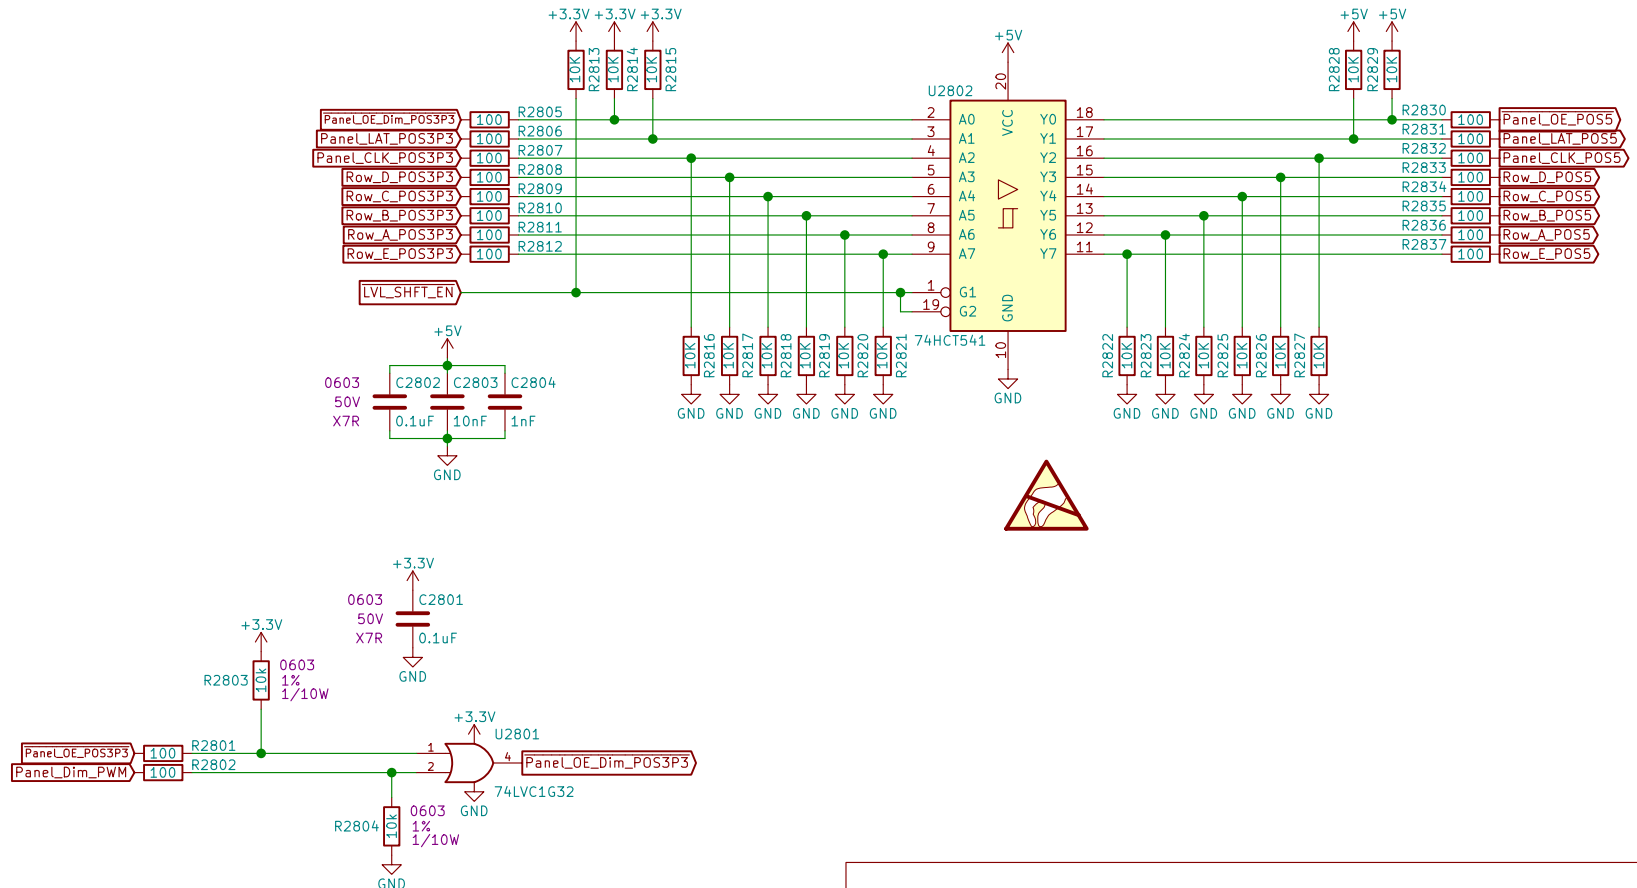 +3.3V +3.3V +3.3V
10K R2813 10K R2814 10K R2815
+5V
+5V +5V
R2828 10K R2829 10K
U2802
20
VCC
Panel_OE_Dim_POS3P3 100 R2805 2 A0 Y0 18 R2830 100 Panel_OE_POS5
Panel_LAT_POS3P3 100 R2806 3 A1 Y1 17 R2831 100 Panel_LAT_POS5
Panel_CLK_POS3P3 100 R2807 4 A2 Y2 16 R2832 100 Panel_CLK_POS5
Row_D_POS3P3 100 R2808 5 A3 Y3 15 R2833 100 Row_D_POS5
Row_C_POS3P3 100 R2809 6 A4 Y4 14 R2834 100 Row_C_POS5
Row_B_POS3P3 100 R2810 7 A5 Y5 13 R2835 100 Row_B_POS5
Row_A_POS3P3 100 R2811 8 A6 Y6 12 R2836 100 Row_A_POS5
Row_E_POS3P3 100 R2812 9 A7 Y7 11 R2837 100 Row_E_POS5
LVL_SHFT_EN 1 G1
19 G2
GND
10
74HCT541
GND
10K R2816 10K R2817 10K R2818 10K R2819 10K R2820 10K R2821
GND GND GND GND GND GND
R2822 10K R2823 10K R2824 10K R2825 10K R2826 10K R2827 10K
GND GND GND GND GND GND
+5V
0603 C2802 C2803 C2804
50V
X7R 0.1uF 10nF 1nF
GND
+3.3V
0603 C2801
50V
X7R 0.1uF
GND
+3.3V
R2803 10k 0603
1%
1/10W
+3.3V
U2801
Panel_OE_POS3P3 100 R2801 1
Panel_Dim_PWM 100 R2802 2
4 Panel_OE_Dim_POS3P3
74LVC1G32
GND
R2804 10k 0603
1%
1/10W
GND